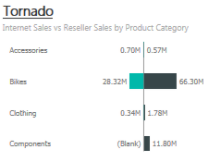 Tornado
Internet Sales vs Reseller Sales by Product Category
Accessories 0.70M 0.57M
Bikes 28.32M 66.30M
Clothing 0.34M 1.78M
Components (Blank) 11.80M